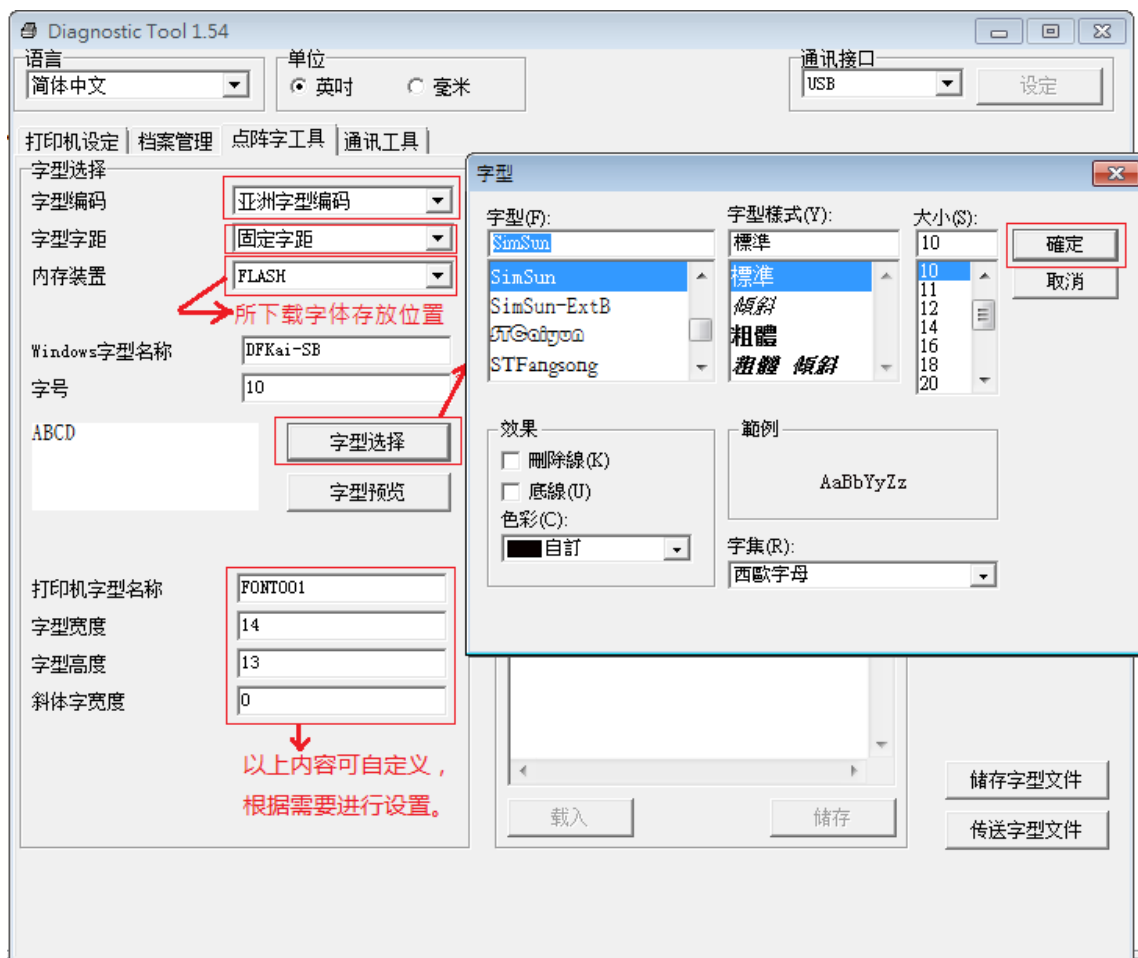 Diagnostic Tool 1.54
语言
简体中文
单位
英吋
毫米
通讯接口
USB
设定
打印机设定
档案管理
点阵字工具
通讯工具
字型选择
字型编码
亚洲字型编码
字型字距
固定字距
内存装置
FLASH
所下载字体存放位置
Windows字型名称
DFKai-SB
字号
10
ABCD
字型选择
字型预览
打印机字型名称
FONT001
字型宽度
14
字型高度
13
斜体字宽度
0
以上内容可自定义，
根据需要进行设置。
字型
字型(F):
SimSun
SimSun
SimSun-ExtB
STCaiyun
STFangsong
字型樣式(Y):
標準
標準
傾斜
粗體
粗體 傾斜
大小(S):
10
10
11
12
14
16
18
20
確定
取消
效果
刪除線(K)
底線(U)
色彩(C):
自訂
範例
AaBbYyZz
字集(R):
西歐字母
载入
储存
储存字型文件
传送字型文件